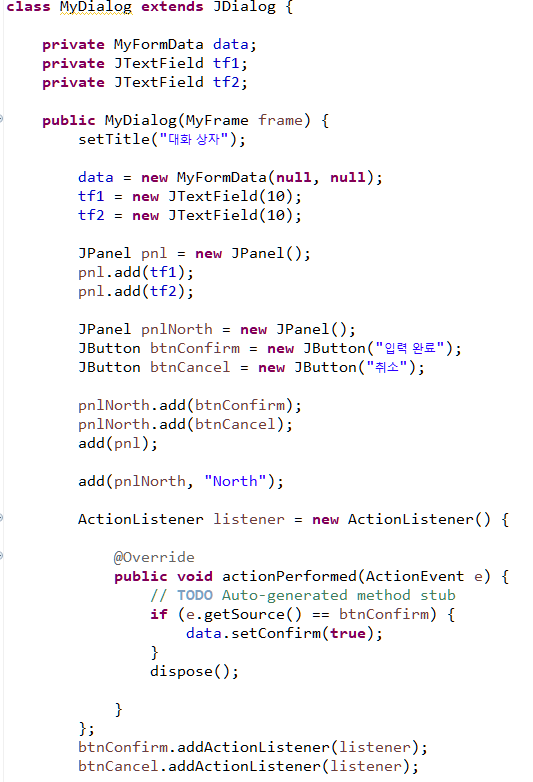 class MyDialog extends JDialog {
private MyFormData data;
private JTextField tf1;
private JTextField tf2;
public MyDialog(MyFrame frame) {
setTitle("대화 상자");
data = new MyFormData(null, null);
tf1 = new JTextField(10);
tf2 = new JTextField(10);
JPanel pnl = new JPanel();
pnl.add(tf1);
pnl.add(tf2);
JPanel pnlNorth = new JPanel();
JButton btnConfirm = new JButton("입력 완료");
JButton btnCancel = new JButton("취소");
pnlNorth.add(btnConfirm);
pnlNorth.add(btnCancel);
add(pnl);
add(pnlNorth, "North");
ActionListener listener = new ActionListener() {
@Override
public void actionPerformed(ActionEvent e) {
// TODO Auto-generated method stub
if (e.getSource() == btnConfirm) {
data.setConfirm(true);
}
dispose();
}
};
btnConfirm.addActionListener(listener);
btnCancel.addActionListener(listener);